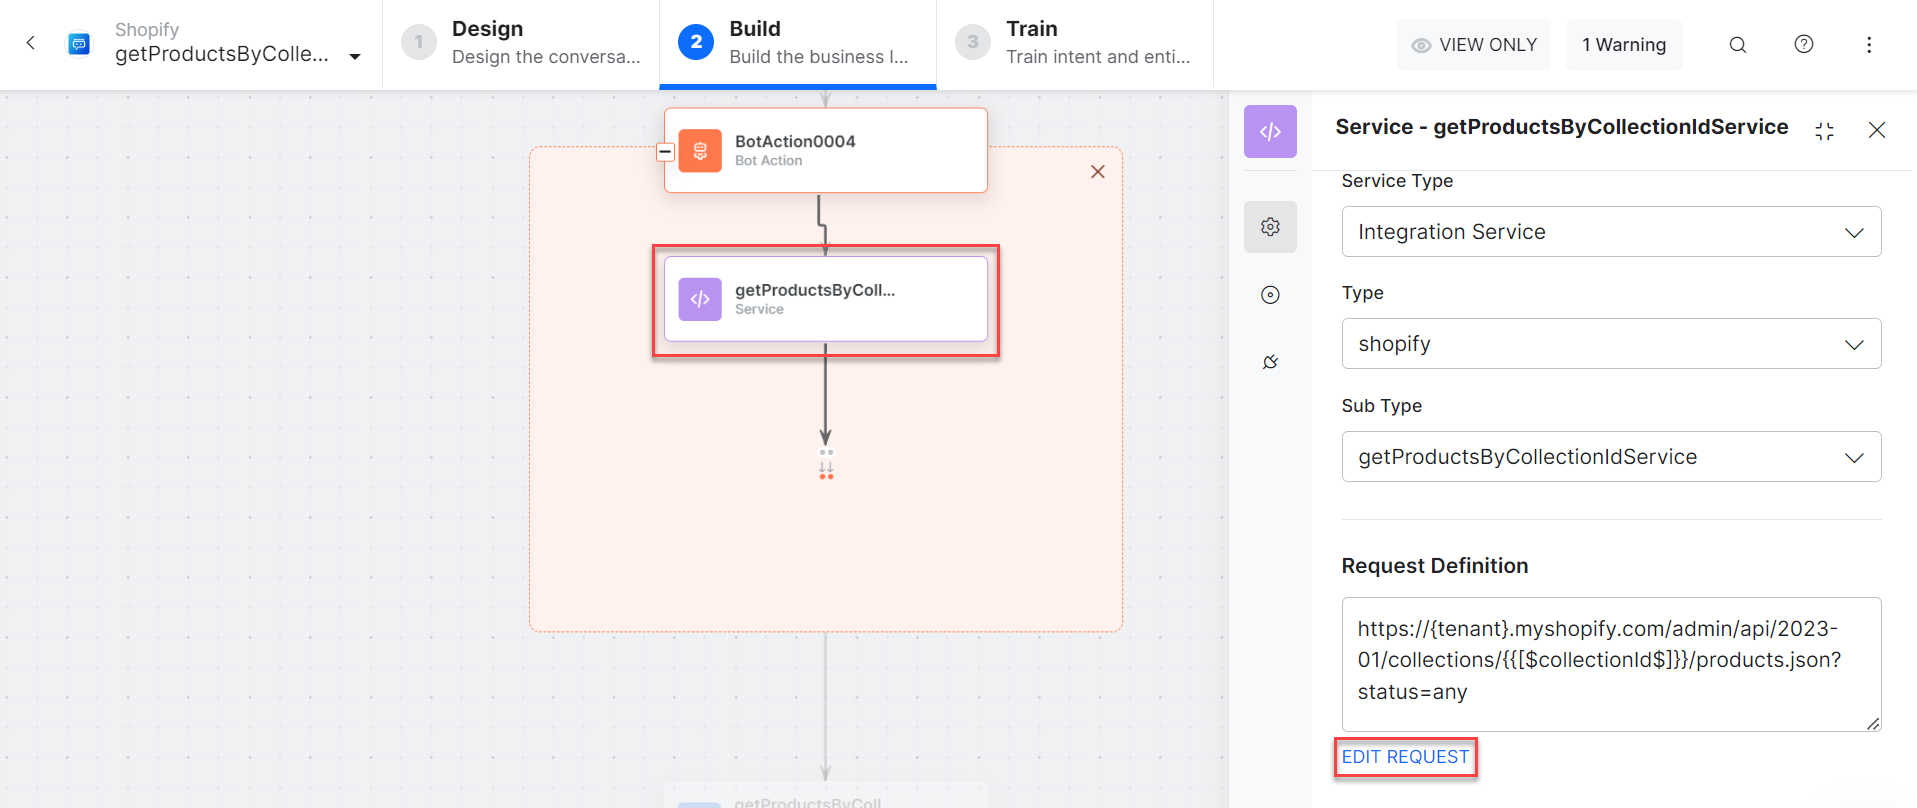 Shopify
getProductsByColle...
1
Design
Design the conversa...
2
Build
Build the business l...
3
Train
Train intent and enti...
VIEW ONLY
1 Warning
BotAction0004
Bot Action
getProductsByColl...
Service
getProductsByColl
Service - getProductsByCollectionIdService
Service Type
Integration Service
Type
shopify
Sub Type
getProductsByCollectionIdService
Request Definition
https://{tenant}.myshopify.com/admin/api/2023-
01/collections/{{[$collectionId$]}}/products.json?
status=any
EDIT REQUEST